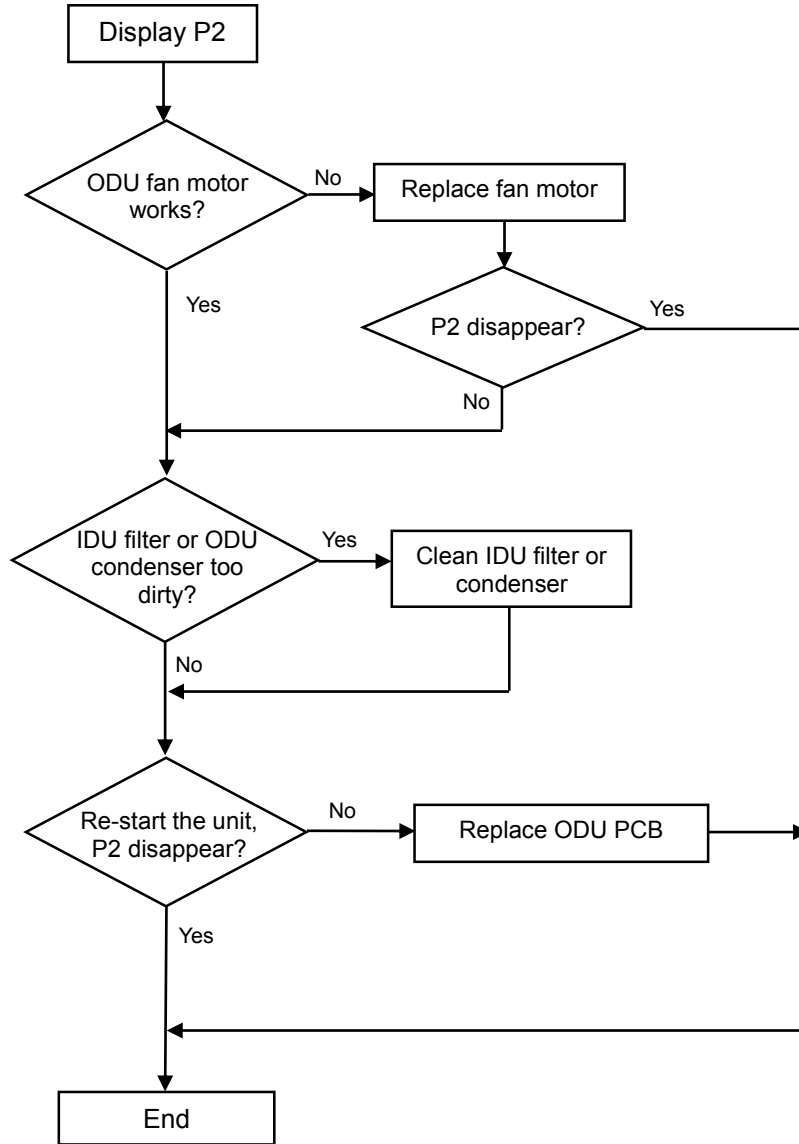 Display P2
ODU fan motor
works?
No
Replace fan motor
Yes
P2 disappear?
Yes
No
IDU filter or ODU
condenser too
dirty?
Yes
Clean IDU filter or
condenser
No
Re-start the unit,
P2 disappear?
No
Replace ODU PCB
Yes
End